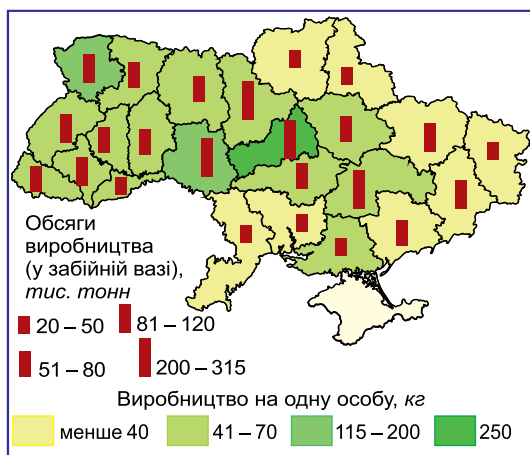 Обсяги
виробництва
(у забійній вазі),
тис. тонн
20 – 50
81 – 120
51 – 80
200 – 315
Виробництво на одну особу, кг
менше 40
41 – 70
115 – 200
250